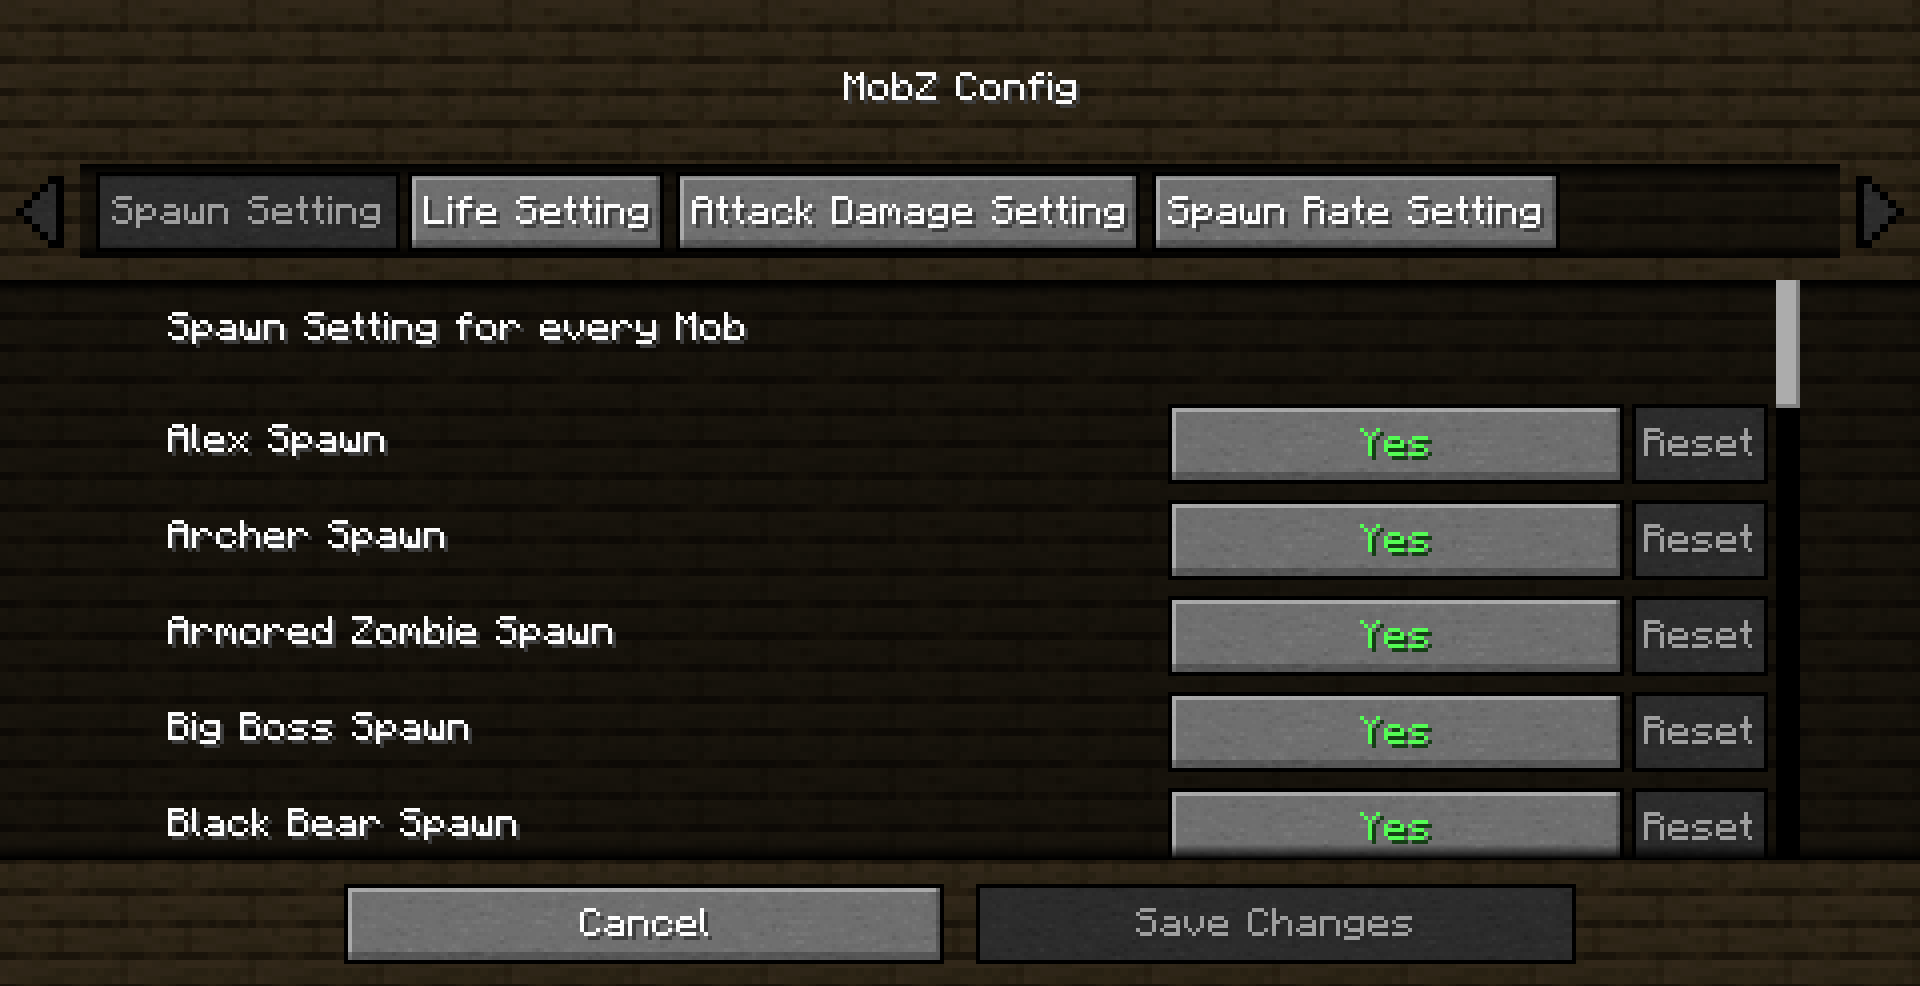 MobZ Config
Spawn Setting Life Setting Attack Damage Setting Spawn Rate Setting
Spawn Setting for every Mob
Alex Spawn Yes Reset
Archer Spawn Yes Reset
Armored Zombie Spawn Yes Reset
Big Boss Spawn Yes Reset
Black Bear Spawn Yes Reset
Cancel Save Changes